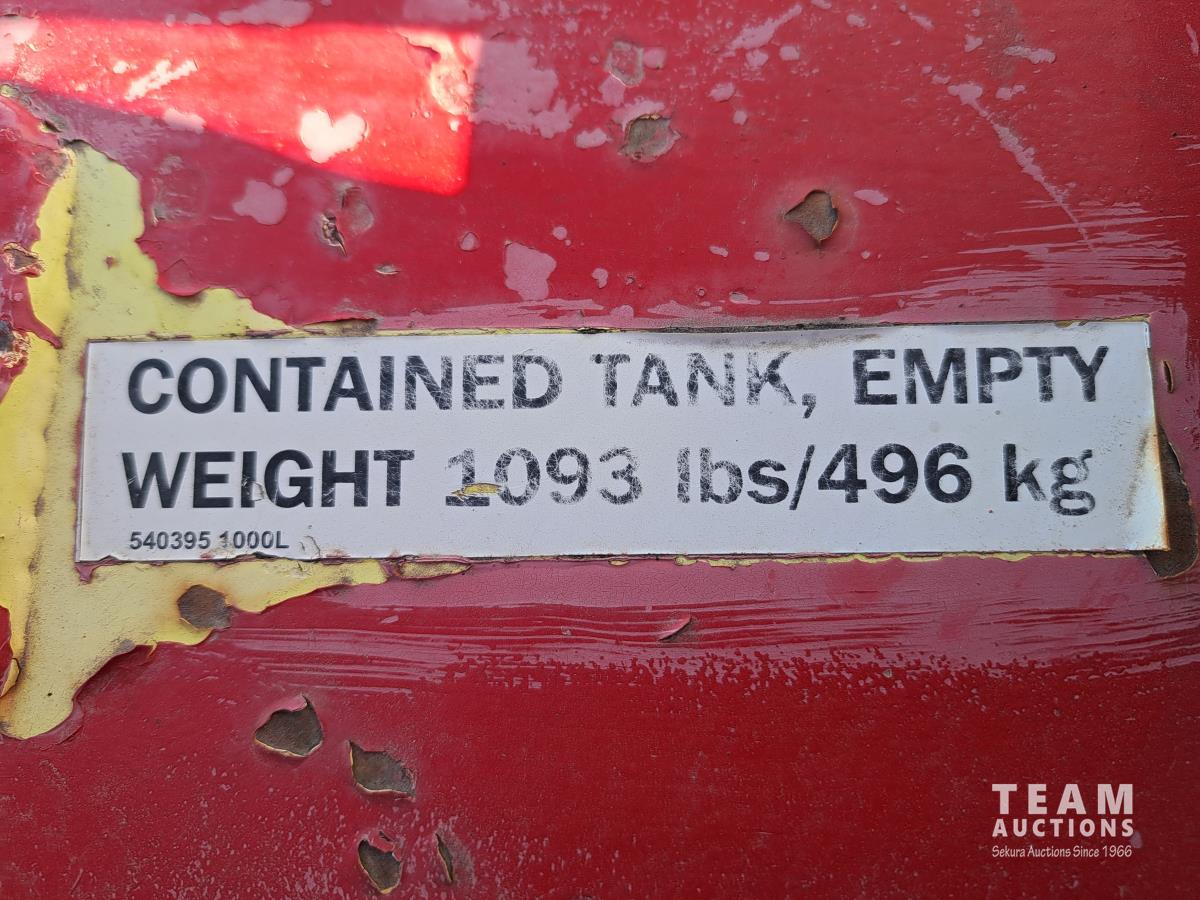 CONTAINED TANK, EMPTY
WEIGHT 1093 lbs/496 kg
540395 1000L
TEAM
AUCTIONS
Sekura Auctions Since 1966